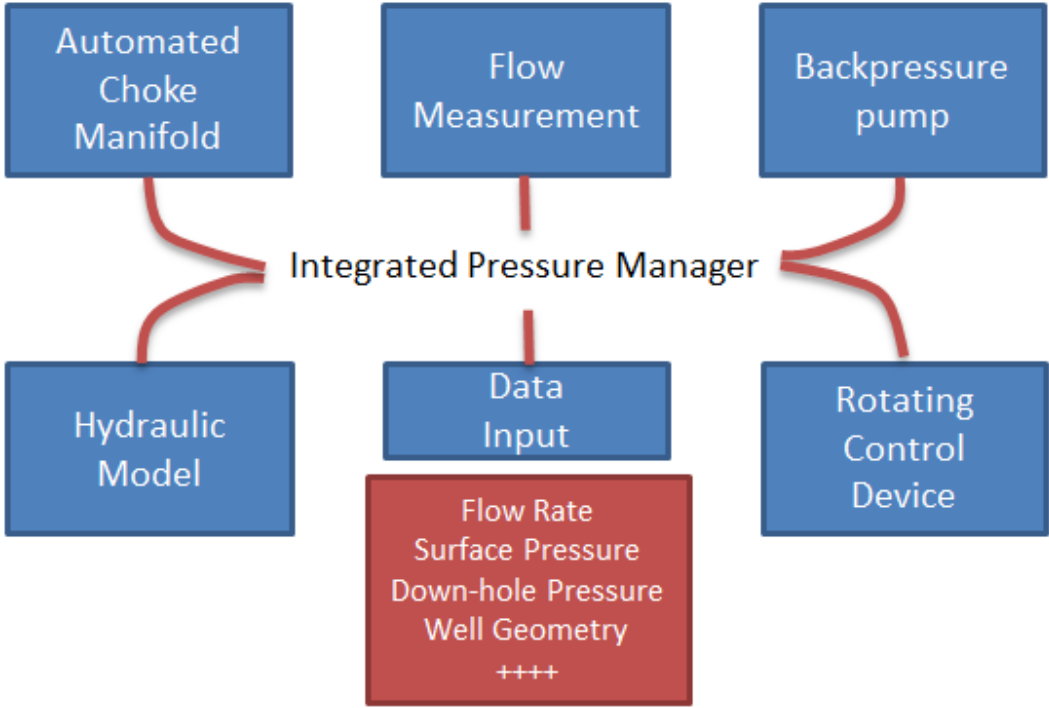 Automated
Choke
Manifold
Flow
Measurement
Backpressure
pump
Integrated Pressure Manager
Hydraulic
Model
Data
Input
Rotating
Control
Device
Flow Rate
Surface Pressure
Down-hole Pressure
Well Geometry
++++